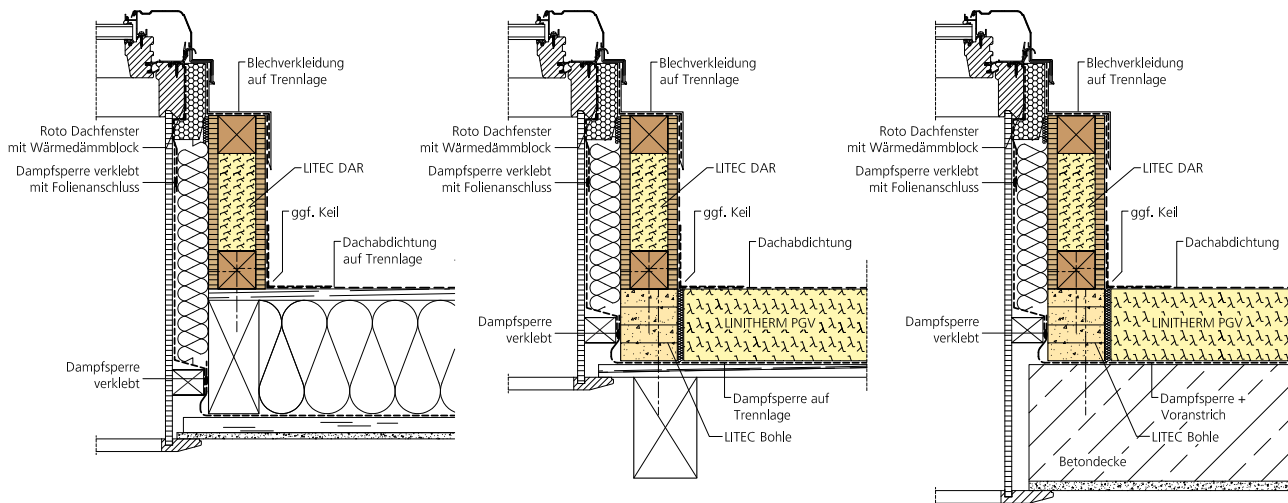 Blechverkleidung
auf Trennlage
Roto Dachfenster
mit Wärmedämmblock
Dampfsperre verklebt
mit Folienanschluss
LITEC DAR
ggf. Keil
Dachabdichtung
auf Trennlage
Dampfsperre
verklebt
Blechverkleidung
auf Trennlage
Roto Dachfenster
mit Wärmedämmblock
Dampfsperre verklebt
mit Folienanschluss
LITEC DAR
ggf. Keil
Dachabdichtung
LINITHERM PGV
Dampfsperre
verklebt
Dampfsperre auf
Trennlage
LITEC Bohle
Blechverkleidung
auf Trennlage
Roto Dachfenster
mit Wärmedämmblock
Dampfsperre verklebt
mit Folienanschluss
LITEC DAR
ggf. Keil
Dachabdichtung
LINITHERM PGV
Dampfsperre
verklebt
Dampfsperre +
Voranstrich
LITEC Bohle
Betondecke